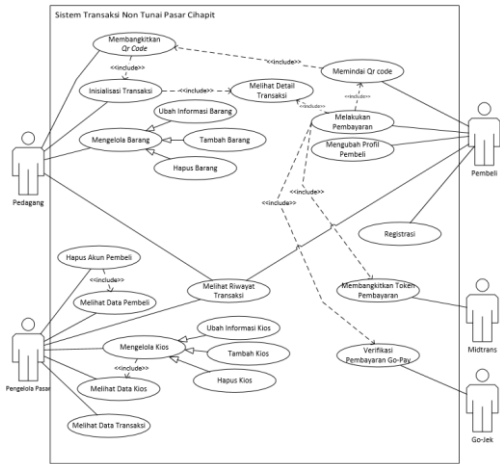 Sistem Transaksi Non Tunai Pasar Cihapit
Membangkitkan
Qr Code
<<include>>
Memindai Qr code
<<include>>
Inisialisasi Transaksi
<<include>>
Melihat Detail
Transaksi
<<include>>
<<include>>
Ubah Informasi Barang
Melakukan
Pembayaran
Mengelola Barang
Tambah Barang
Mengubah Profil
Pembeli
Hapus Barang
Pedagang
Pembeli
<<include>>
<<include>>
Registrasi
Hapus Akun Pembeli
<<include>>
Melihat Data Pembeli
Melihat Riwayat
Transaksi
Membangkitkan Token
Pembayaran
Ubah Informasi Kios
Mengelola Kios
Tambah Kios
Midtrans
<<include>>
Hapus Kios
Verifikasi
Pembayaran Go-Pay
Pengelola Pasar
Melihat Data Kios
Melihat Data Transaksi
Go-Jek